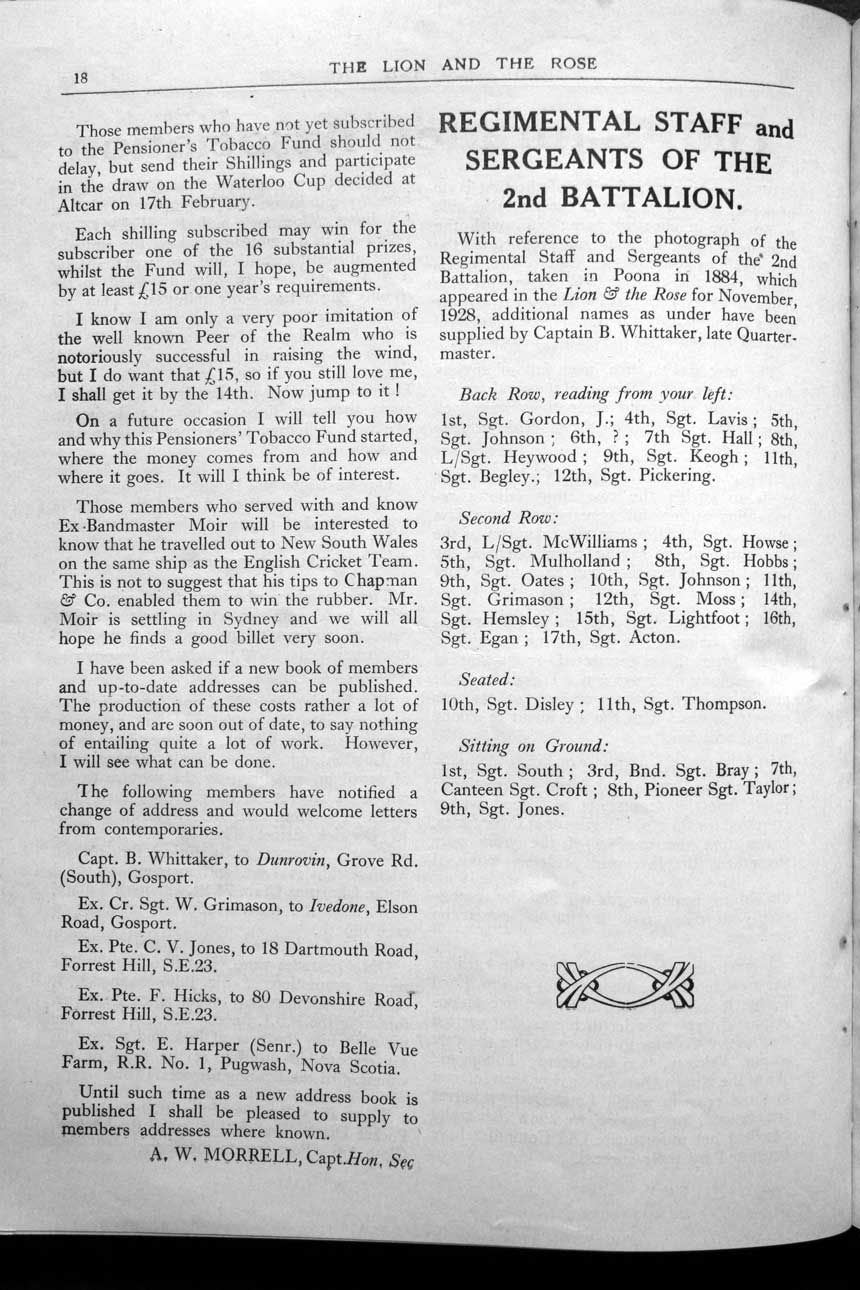 18
THE LION AND THE ROSE
Those members who have not yet subscribed
to the Pensioner's Tobacco Fund should not
delay, but send their Shillings and participate
in the draw on the Waterloo Cup decided at
Altcar on 17th February.
Each shilling subscribed may win for the
subscriber one of the 16 substantial prizes,
whilst the Fund will, I hope, be augmented
by at least £15 or one year's requirements.
I know I am only a very poor imitation of
the well known Peer of the Realm who is
notoriously successful in raising the wind,
but I do want that £15, so if you still love me,
I shall get it by the 14th. Now jump to it !
On a future occasion I will tell you how
and why this Pensioners' Tobacco Fund started,
where the money comes from and how and
where it goes. It will I think be of interest.
Those members who served with and know
Ex-Bandmaster Moir will be interested to
know that he travelled out to New South Wales
on the same ship as the English Cricket Team.
This is not to suggest that his tips to Chapman
& Co. enabled them to win the rubber. Mr.
Moir is settling in Sydney and we will all
hope he finds a good billet very soon.
I have been asked if a new book of members
and up-to-date addresses can be published.
The production of these costs rather a lot of
money, and are soon out of date, to say nothing
of entailing quite a lot of work. However,
I will see what can be done.
The following members have notified a
change of address and would welcome letters
from contemporaries.
Capt. B. Whittaker, to Dunrovin, Grove Rd.
(South), Gosport.
Ex. Cr. Sgt. W. Grimason, to Ivedone, Elson
Road, Gosport.
Ex. Pte. C. V. Jones, to 18 Dartmouth Road,
Forrest Hill, S.E.23.
Ex. Pte. F. Hicks, to 80 Devonshire Road,
Forrest Hill, S.E.23.
Ex. Sgt. E. Harper (Senr.) to Belle Vue
Farm, R.R. No. 1, Pugwash, Nova Scotia.
Until such time as a new address book is
published I shall be pleased to supply to
members addresses where known.
A. W. MORRELL, Capt. Hon. Sec
REGIMENTAL STAFF and
SERGEANTS OF THE
2nd BATTALION.
With reference to the photograph of the
Regimental Staff and Sergeants of the 2nd
Battalion, taken in Poona in 1884, which
appeared in the Lion & the Rose for November,
1928, additional names as under have been
supplied by Captain B. Whittaker, late Quarter-
master.
Back Row, reading from your left:
1st, Sgt. Gordon, J.; 4th, Sgt. Lavis ; 5th,
Sgt. Johnson ; 6th, ? ; 7th Sgt. Hall ; 8th,
L/Sgt. Heywood ; 9th, Sgt. Keogh ; 11th,
Sgt. Begley.; 12th, Sgt. Pickering.
Second Row:
3rd, L/Sgt. McWilliams ; 4th, Sgt. Howse ;
5th, Sgt. Mulholland ; 8th, Sgt. Hobbs ;
9th, Sgt. Oates ; 10th, Sgt. Johnson ; 11th,
Sgt. Grimason ; 12th, Sgt. Moss ; 14th,
Sgt. Hemsley ; 15th, Sgt. Lightfoot ; 16th,
Sgt. Egan ; 17th, Sgt. Acton.
Seated:
10th, Sgt. Disley ; 11th, Sgt. Thompson.
Sitting on Ground:
1st, Sgt. South ; 3rd, Bnd. Sgt. Bray ; 7th,
Canteen Sgt. Croft ; 8th, Pioneer Sgt. Taylor ;
9th, Sgt. Jones.